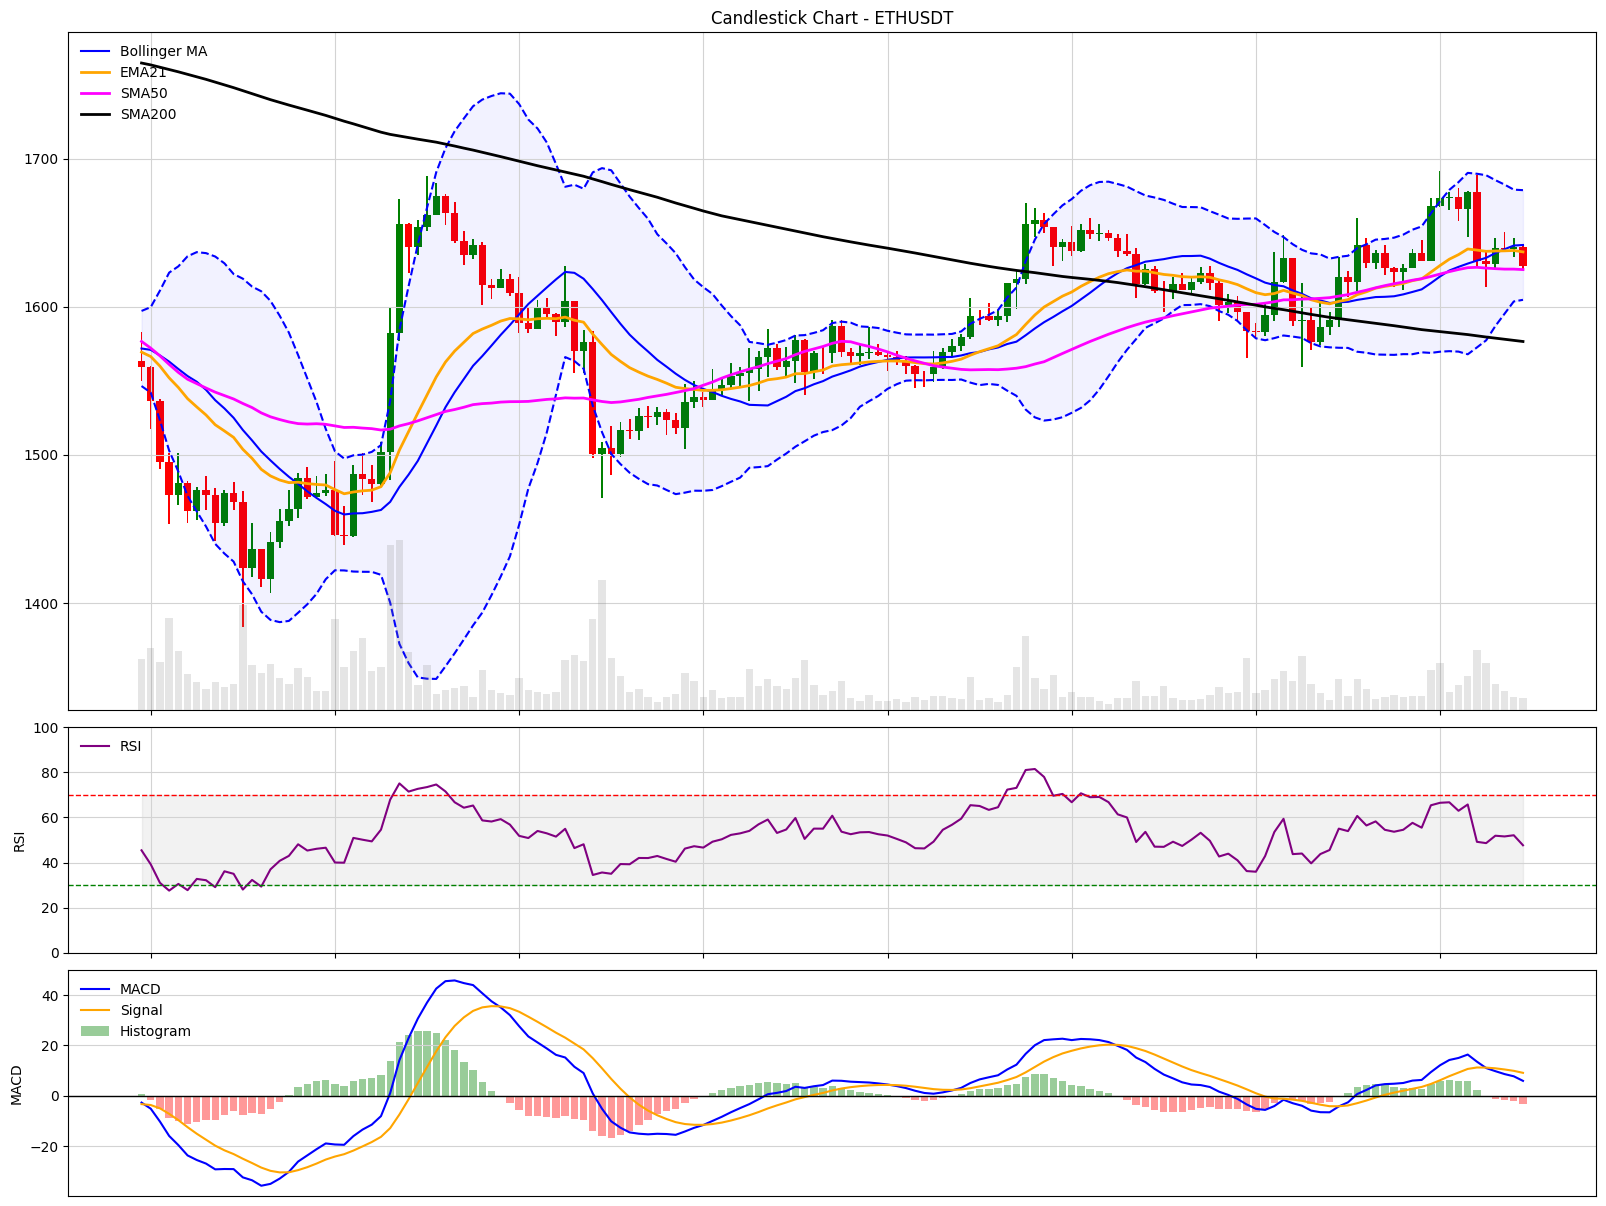 Candlestick Chart - ETHUSDT
Bollinger MA
EMA21
SMA50
SMA200
1700
1600
1500
1400
100
80
60
40
20
0
RSI
RSI
40
20
0
−20
MACD
MACD
Signal
Histogram